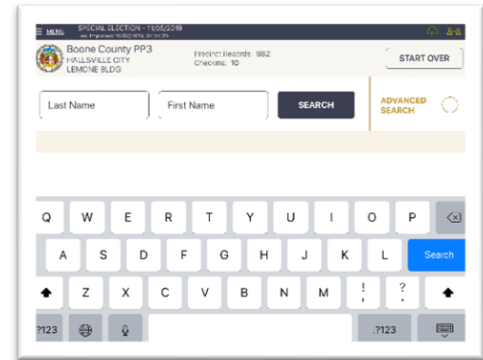 MENU
SPECIAL ELECTION - 11/05/2019
Boone County PP3
HALLSVILLE CITY
LEMONE BLDG
Precinct Records: 982
Checkins: 10
START OVER
Last Name
First Name
SEARCH
ADVANCED
SEARCH
Q W E R T Y U I O P
A S D F G H J K L Search
Z X C V B N M ! , ? .
?123 .?123